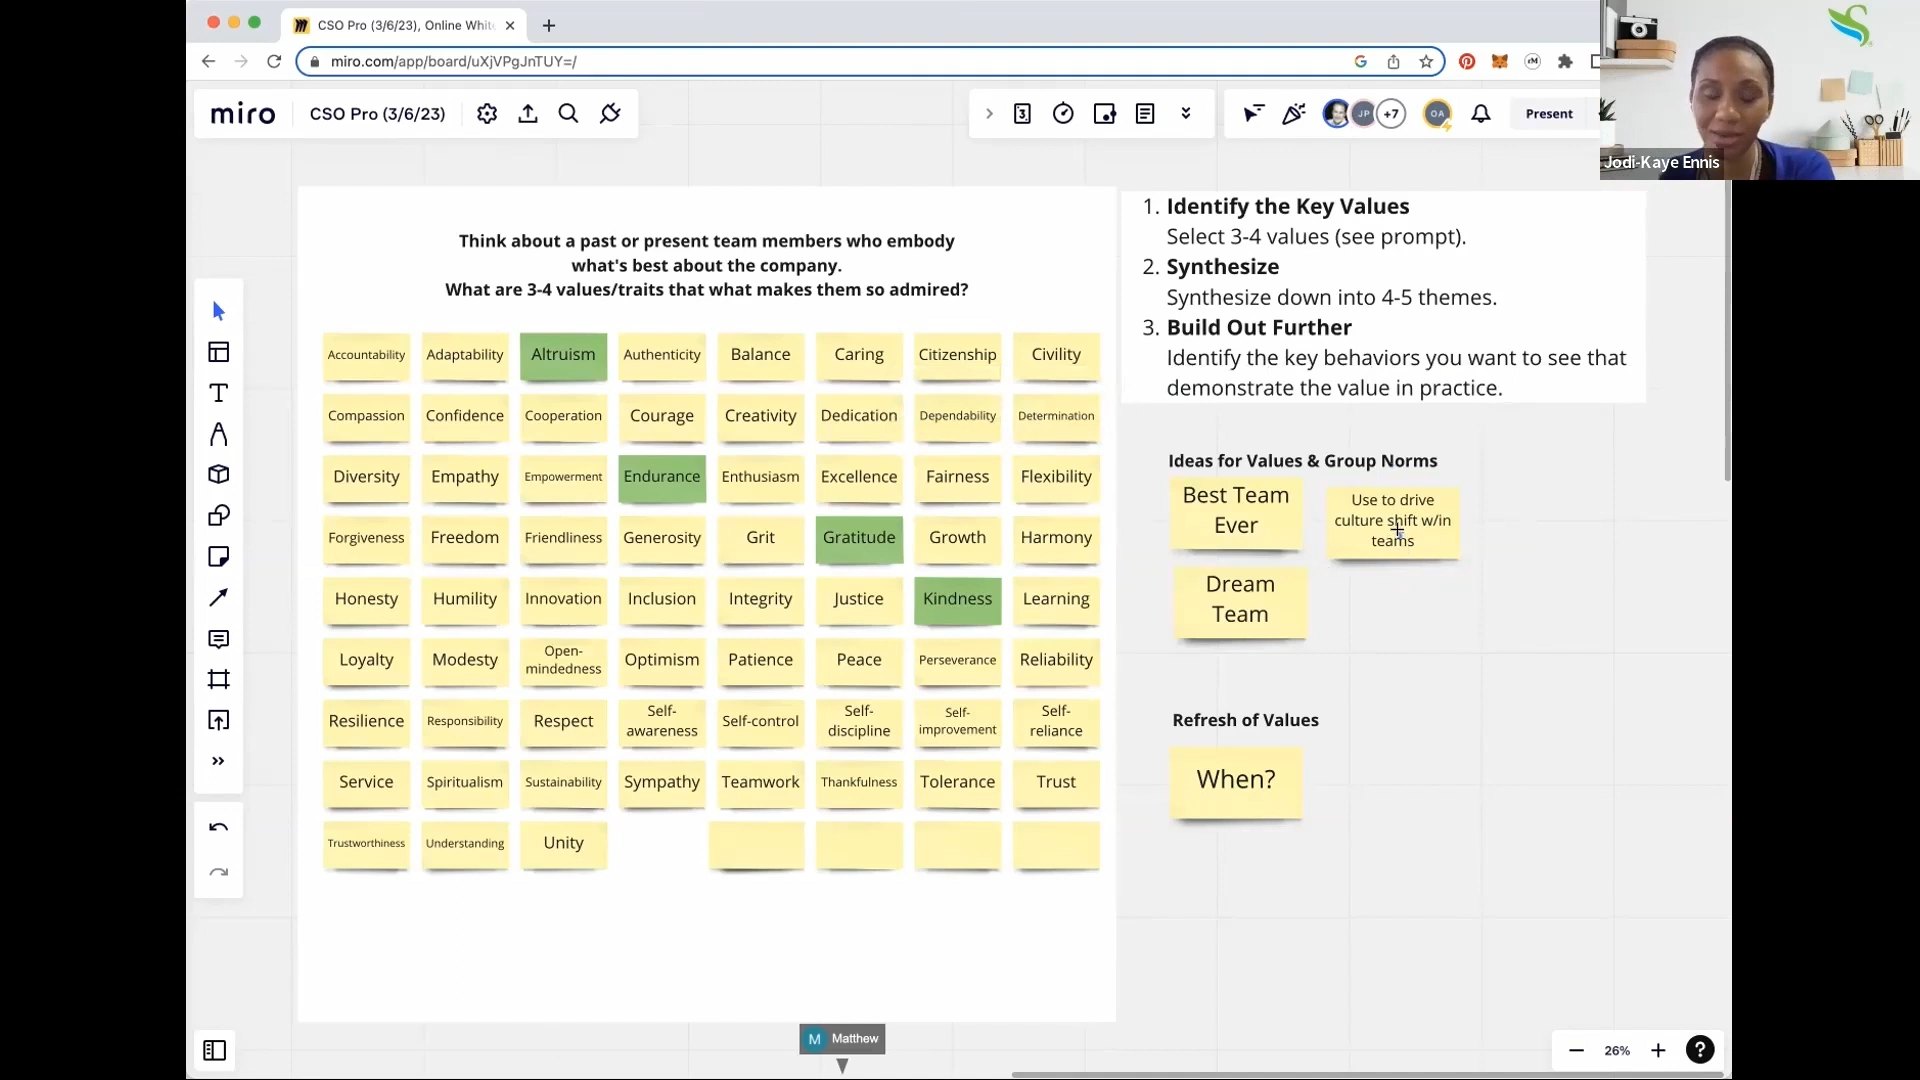 CSO Pro (3/6/23), Online White
miro.com/app/board/uXjVPgJnTUY=/
miro
CSO Pro (3/6/23)
JP
+7
OA
Present
Jodi-Kaye Ennis
Think about a past or present team members who embody
what's best about the company.
What are 3-4 values/traits that what makes them so admired?
Accountability
Adaptability
Altruism
Authenticity
Balance
Caring
Citizenship
Civility
Compassion
Confidence
Cooperation
Courage
Creativity
Dedication
Dependability
Determination
Diversity
Empathy
Empowerment
Endurance
Enthusiasm
Excellence
Fairness
Flexibility
Forgiveness
Freedom
Friendliness
Generosity
Grit
Gratitude
Growth
Harmony
Honesty
Humility
Innovation
Inclusion
Integrity
Justice
Kindness
Learning
Loyalty
Modesty
Open-
mindedness
Optimism
Patience
Peace
Perseverance
Reliability
Resilience
Responsibility
Respect
Self-
awareness
Self-control
Self-
discipline
Self-
improvement
Self-
reliance
Service
Spiritualism
Sustainability
Sympathy
Teamwork
Thankfulness
Tolerance
Trust
Trustworthiness
Understanding
Unity
1. Identify the Key Values
Select 3-4 values (see prompt).
2. Synthesize
Synthesize down into 4-5 themes.
3. Build Out Further
Identify the key behaviors you want to see that
demonstrate the value in practice.
Ideas for Values & Group Norms
Best Team
Ever
Use to drive
culture shift w/in
teams
Dream
Team
Refresh of Values
When?
M Matthew
26%